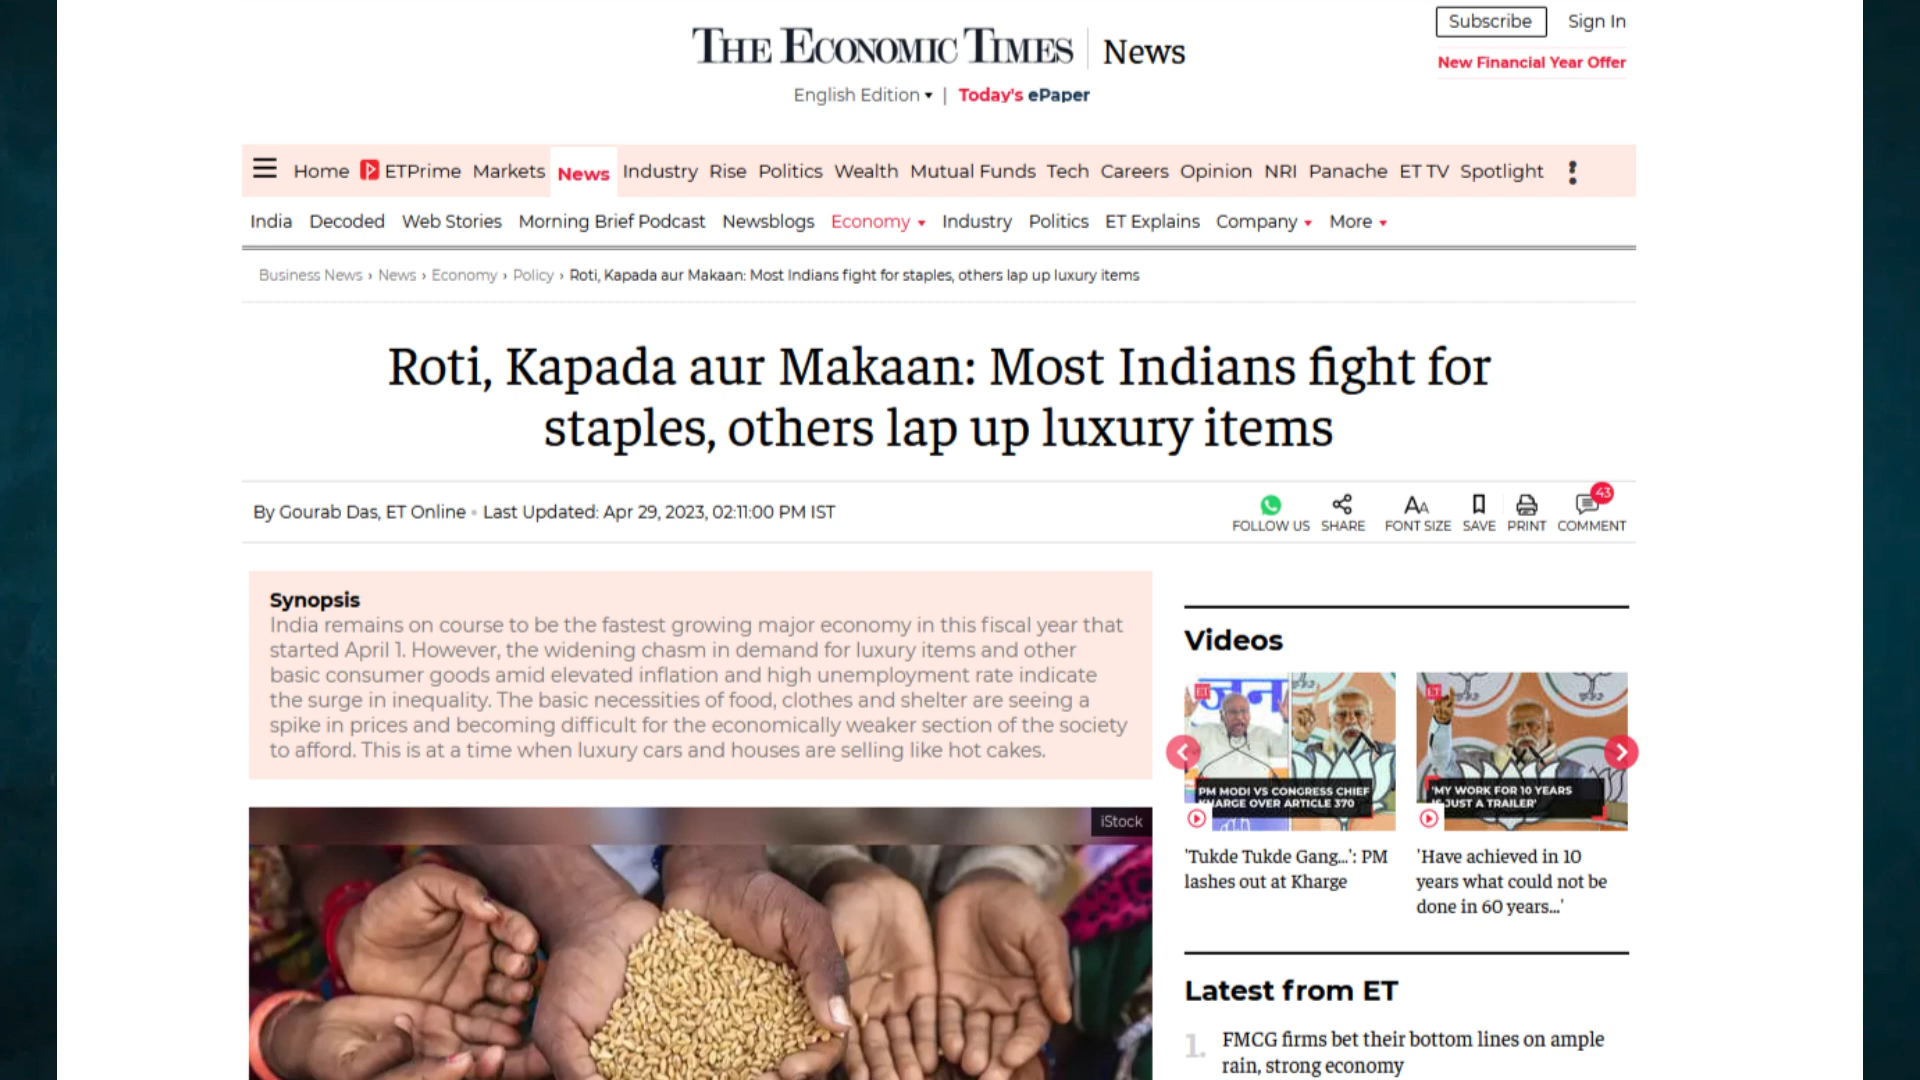 THE ECONOMIC TIMES | News
Subscribe Sign In
New Financial Year Offer
English Edition | Today's ePaper
Home ETPrime Markets News Industry Rise Politics Wealth Mutual Funds Tech Careers Opinion NRI Panache ET TV Spotlight
India Decoded Web Stories Morning Brief Podcast Newsblogs Economy Industry Politics ET Explains Company More
Business News › News › Economy › Policy › Roti, Kapada aur Makaan: Most Indians fight for staples, others lap up luxury items
Roti, Kapada aur Makaan: Most Indians fight for
staples, others lap up luxury items
By Gourab Das, ET Online • Last Updated: Apr 29, 2023, 02:11:00 PM IST
43
FOLLOW US SHARE FONT SIZE SAVE PRINT COMMENT
Synopsis
India remains on course to be the fastest growing major economy in this fiscal year that
started April 1. However, the widening chasm in demand for luxury items and other
basic consumer goods amid elevated inflation and high unemployment rate indicate
the surge in inequality. The basic necessities of food, clothes and shelter are seeing a
spike in prices and becoming difficult for the economically weaker section of the society
to afford. This is at a time when luxury cars and houses are selling like hot cakes.
iStock
Videos
ET
PM MODI VS CONGRESS CHIEF
KHARGE OVER ARTICLE 370
'Tukde Tukde Gang...': PM
lashes out at Kharge
ET
'MY WORK FOR 10 YEARS
IS JUST A TRAILER'
'Have achieved in 10
years what could not be
done in 60 years...'
Latest from ET
1. FMCG firms bet their bottom lines on ample
rain, strong economy